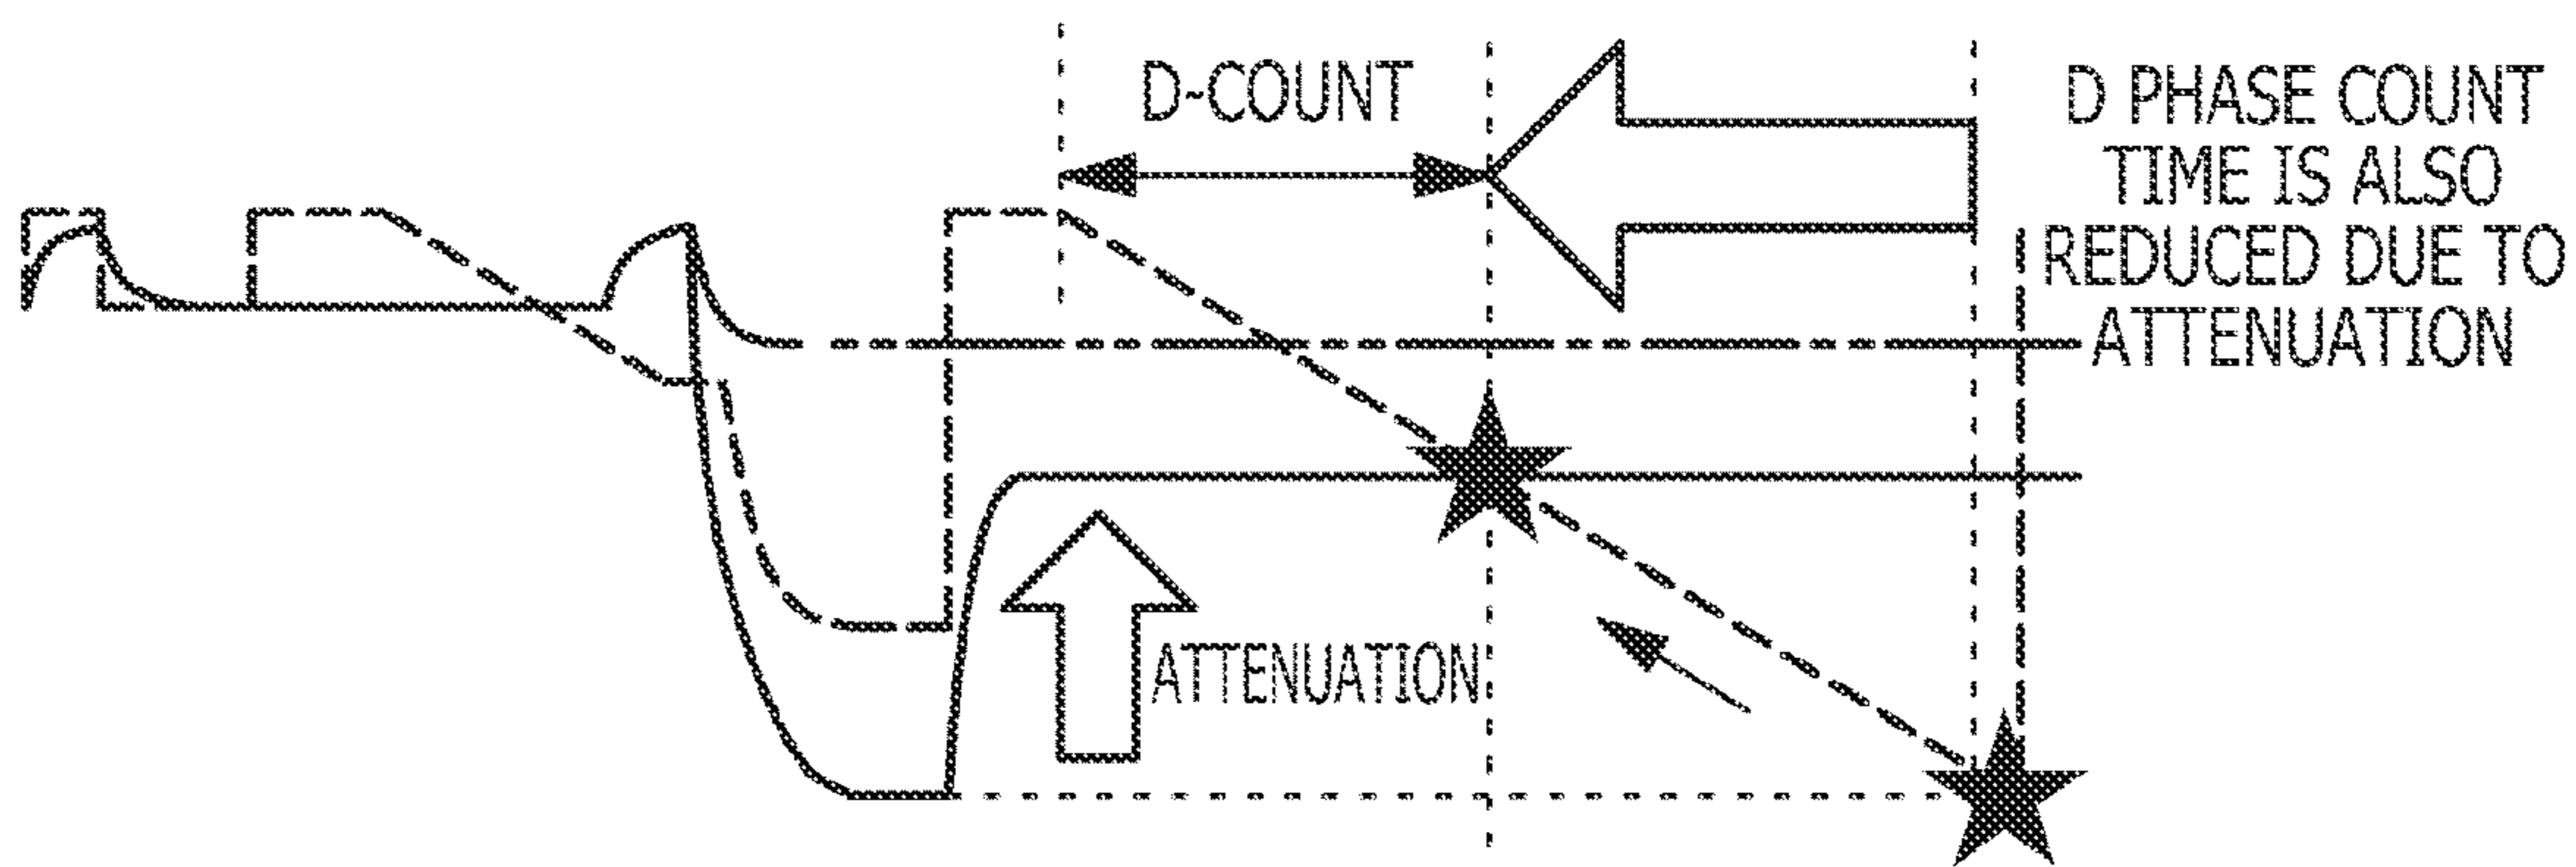 D-COUNT
D PHASE COUNT
TIME IS ALSO
REDUCED DUE TO
ATTENUATION
ATTENUATION